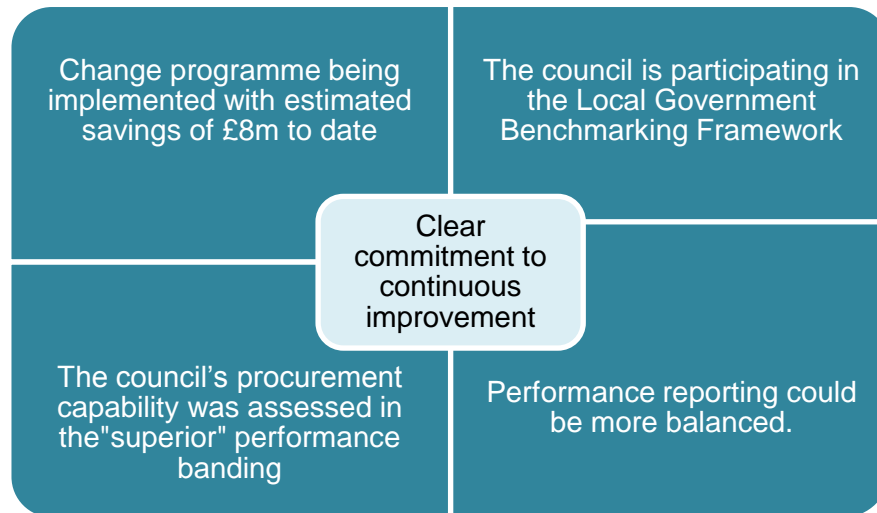 Change programme being
implemented with estimated
savings of £8m to date
The council is participating in
the Local Government
Benchmarking Framework
Clear
commitment to
continuous
improvement
The council’s procurement
capability was assessed in
the"superior" performance
banding
Performance reporting could
be more balanced.